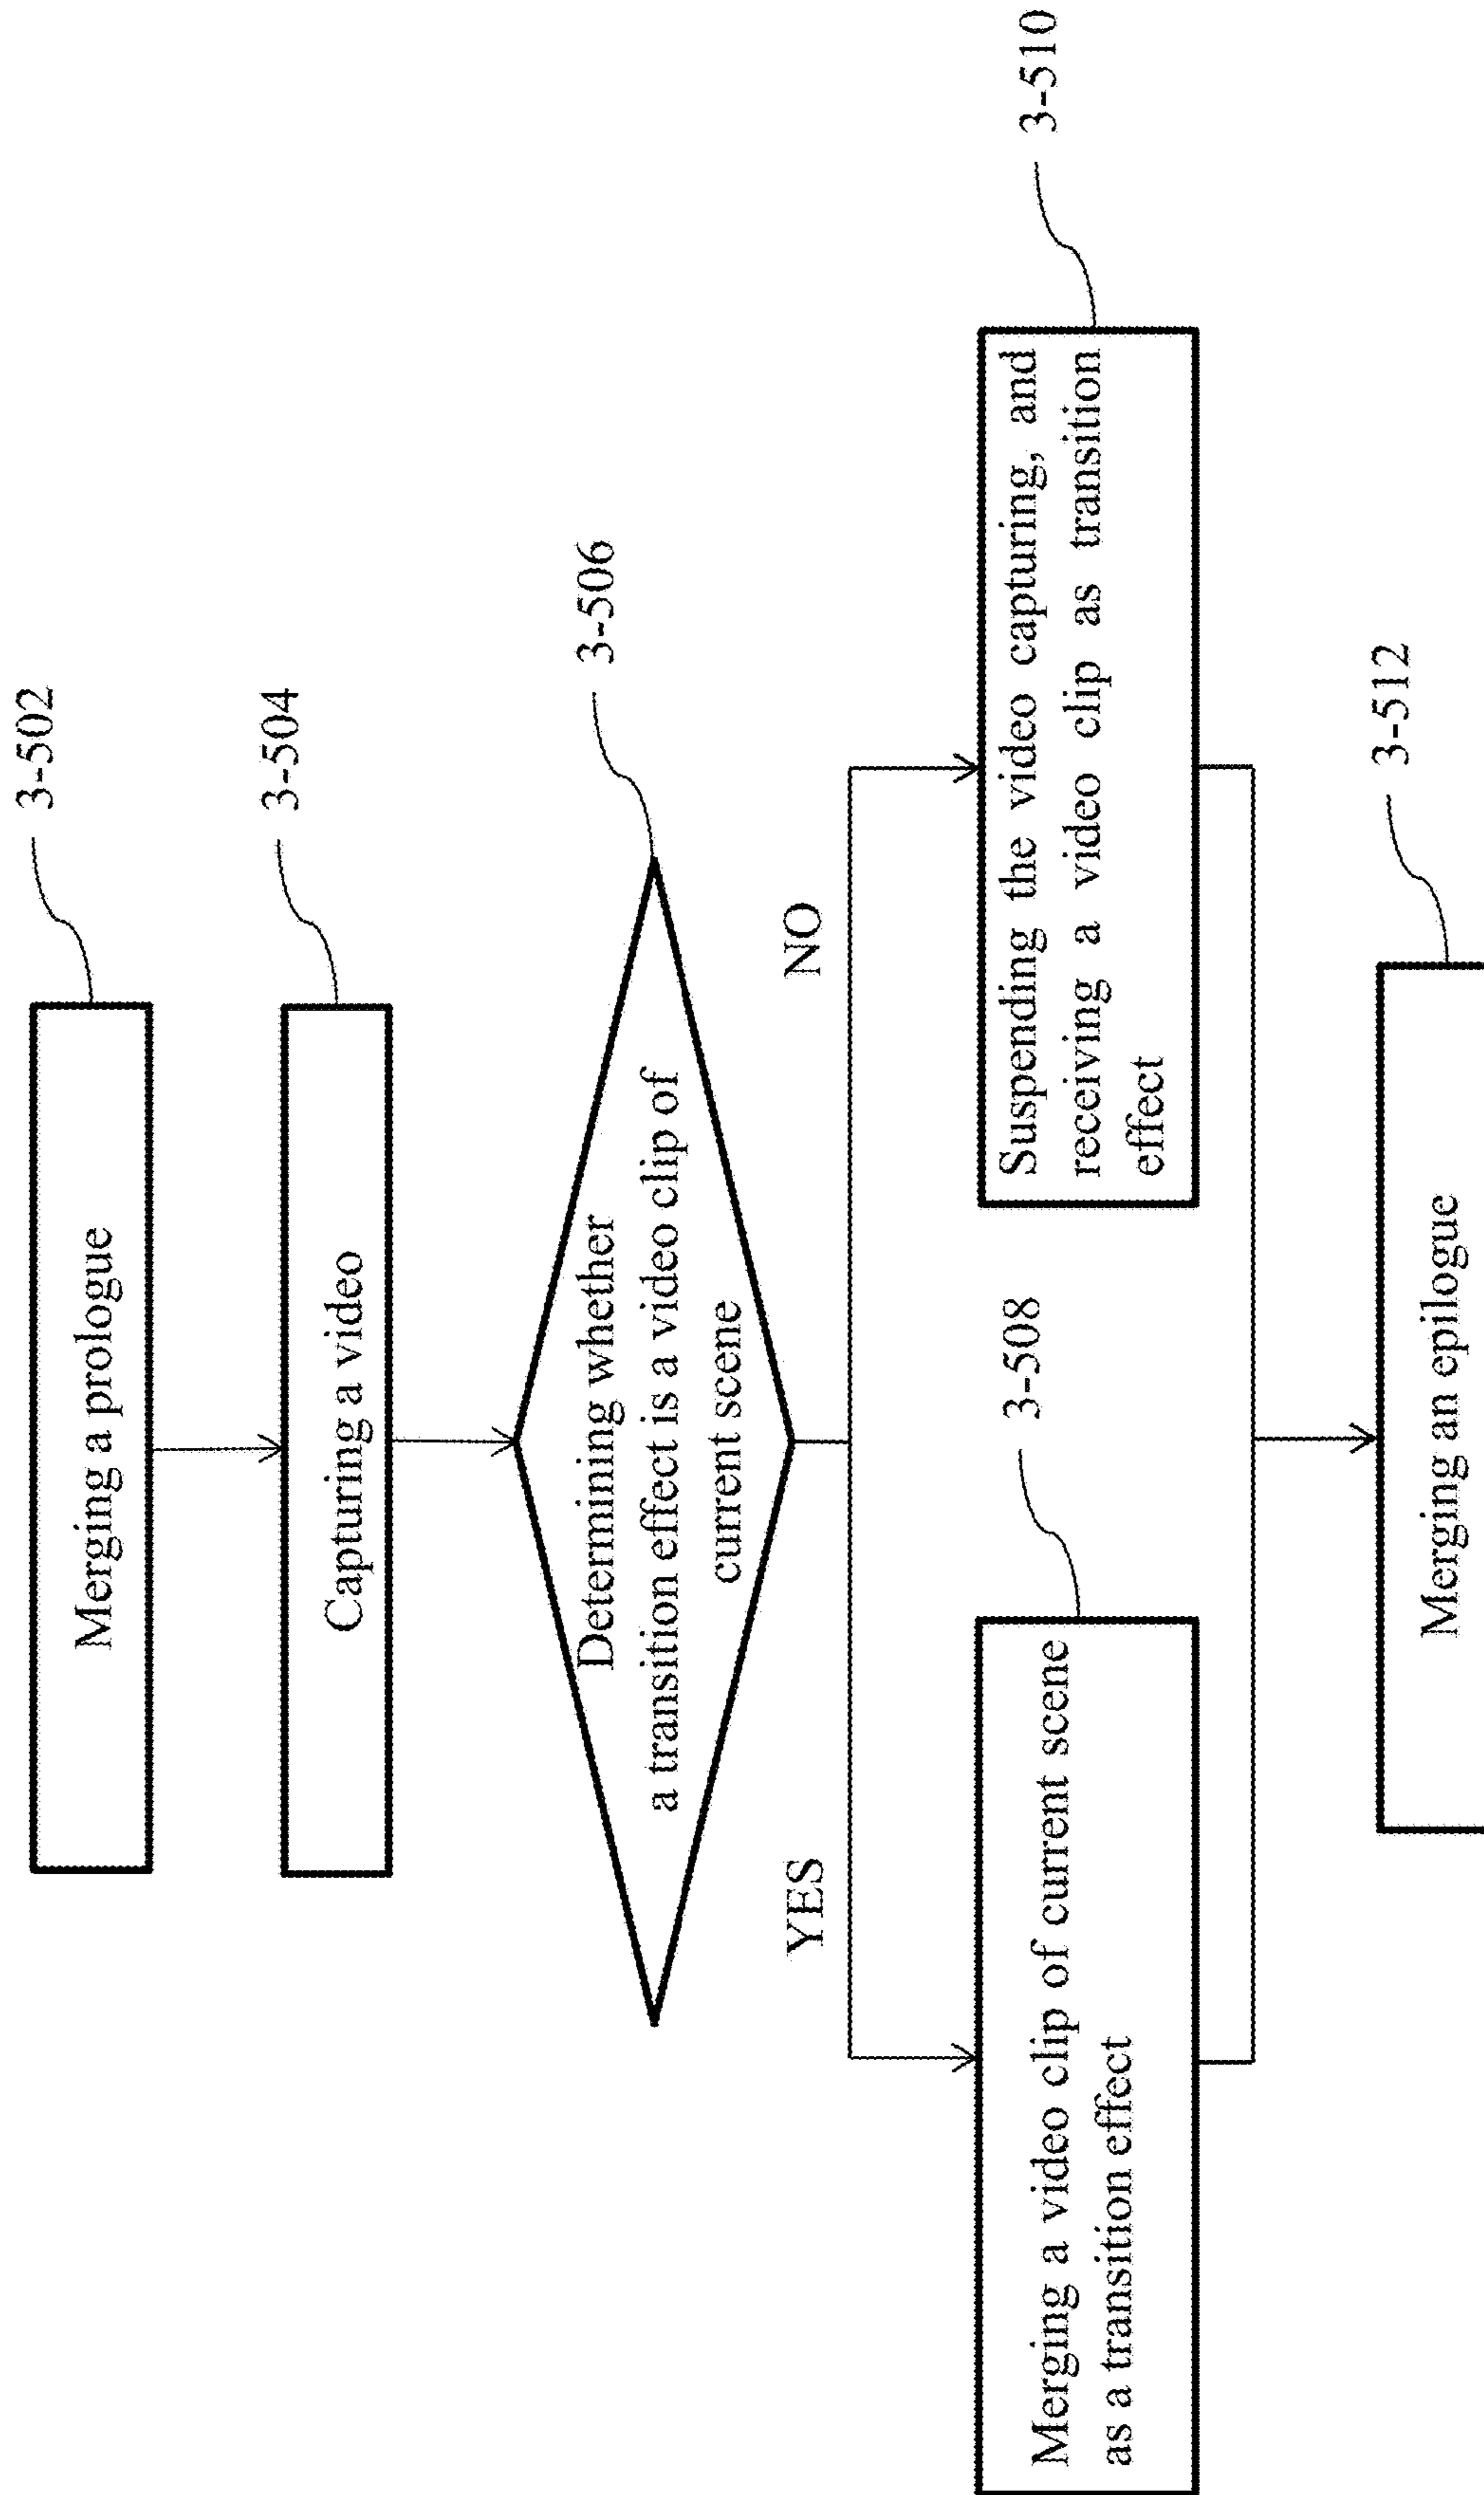 Merging a prologue
3-502
Capturing a video
3-504
Determining whether
a transition effect is a video clip of
current scene
3-506
YES
NO
Merging a video clip of current scene
as a transition effect
3-508
Suspending the video capturing, and
receiving a video clip as transition
effect
3-510
Merging an epilogue
3-512